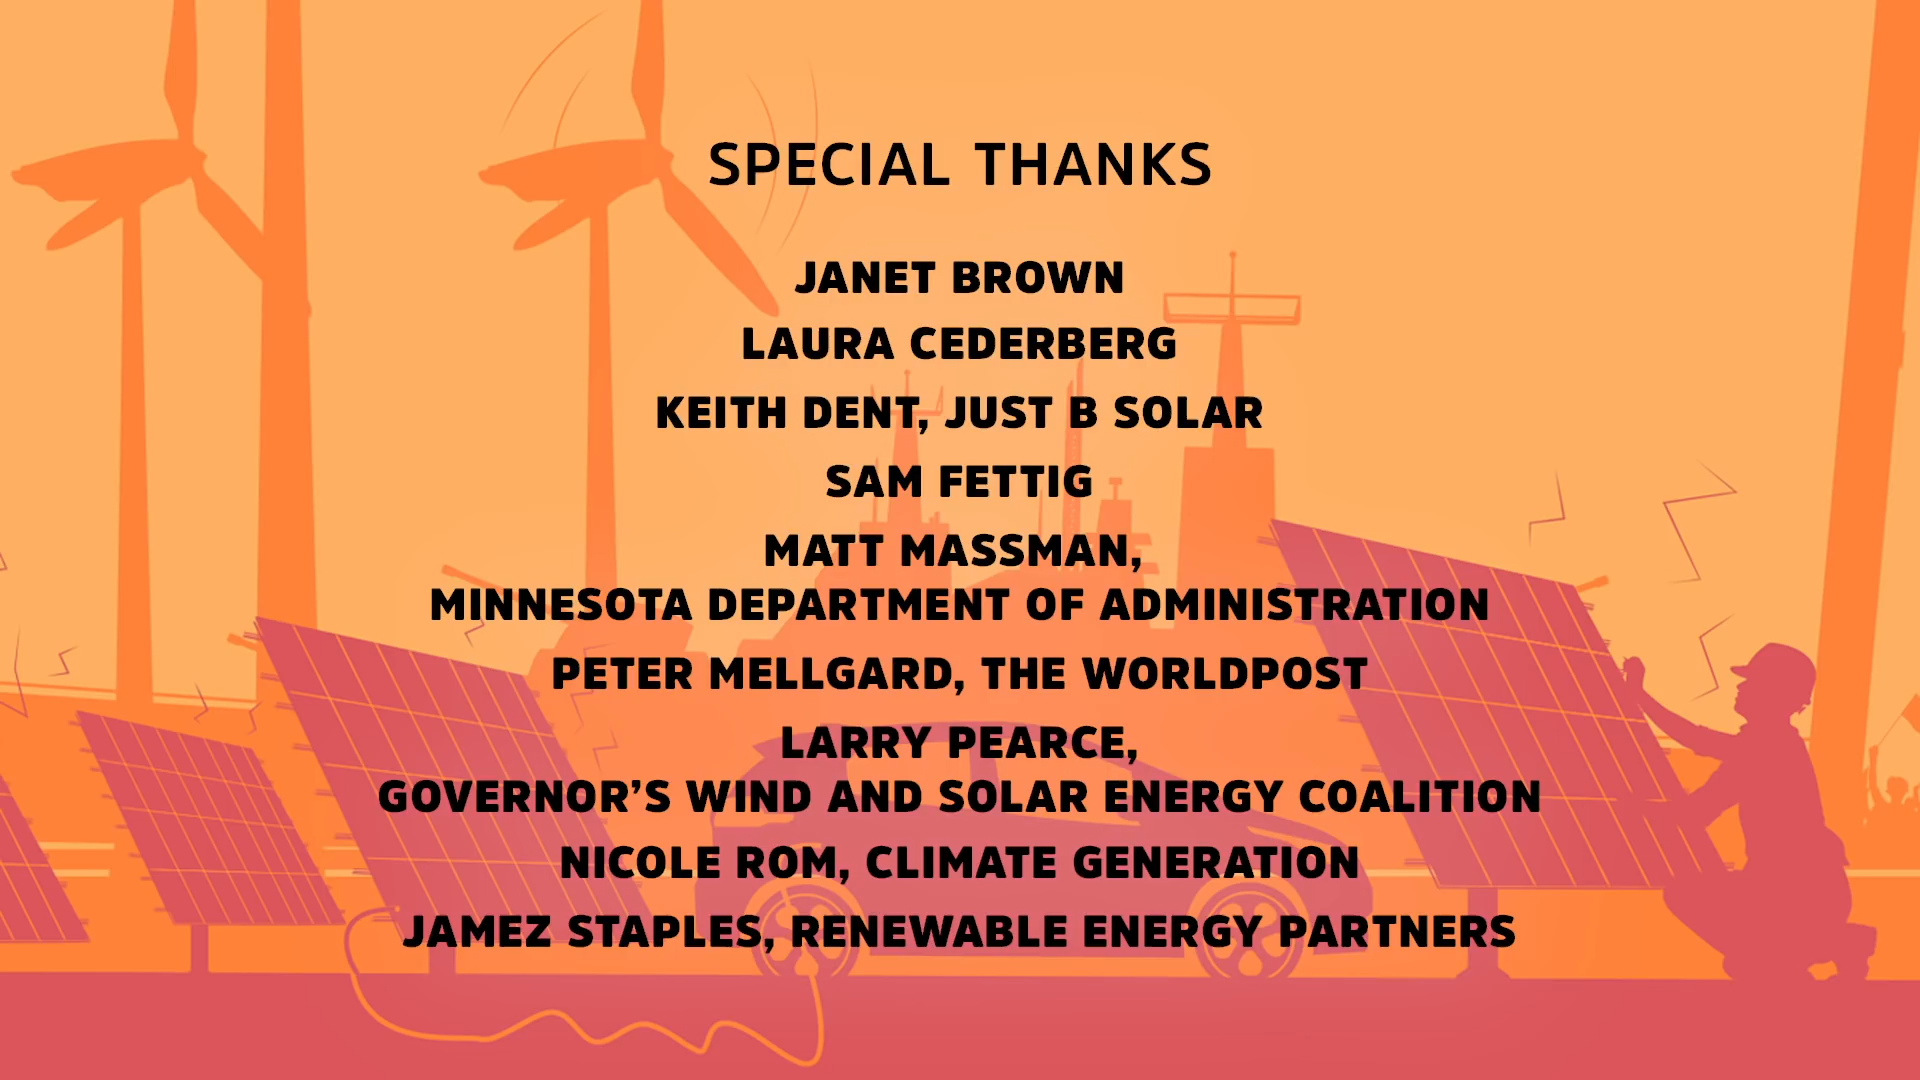 SPECIAL THANKS
JANET BROWN
LAURA CEDERBERG
KEITH DENT, JUST B SOLAR
SAM FETTIG
MATT MASSMAN,
MINNESOTA DEPARTMENT OF ADMINISTRATION
PETER MELLGARD, THE WORLDPOST
LARRY PEARCE,
GOVERNOR’S WIND AND SOLAR ENERGY COALITION
NICOLE ROM, CLIMATE GENERATION
JAMEZ STAPLES, RENEWABLE ENERGY PARTNERS